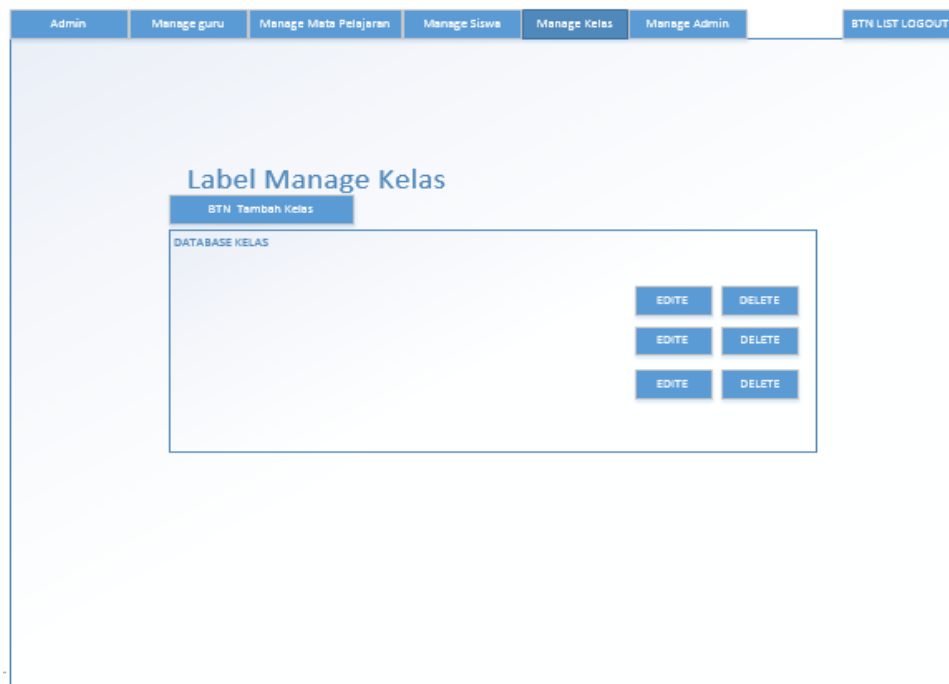 Admin Manage guru Manage Mata Pelajaran Manage Siswa Manage Kelas Manage Admin BTN LIST LOGOUT
Label Manage Kelas
BTN Tambah Kelas
DATABASE KELAS
EDITE DELETE
EDITE DELETE
EDITE DELETE